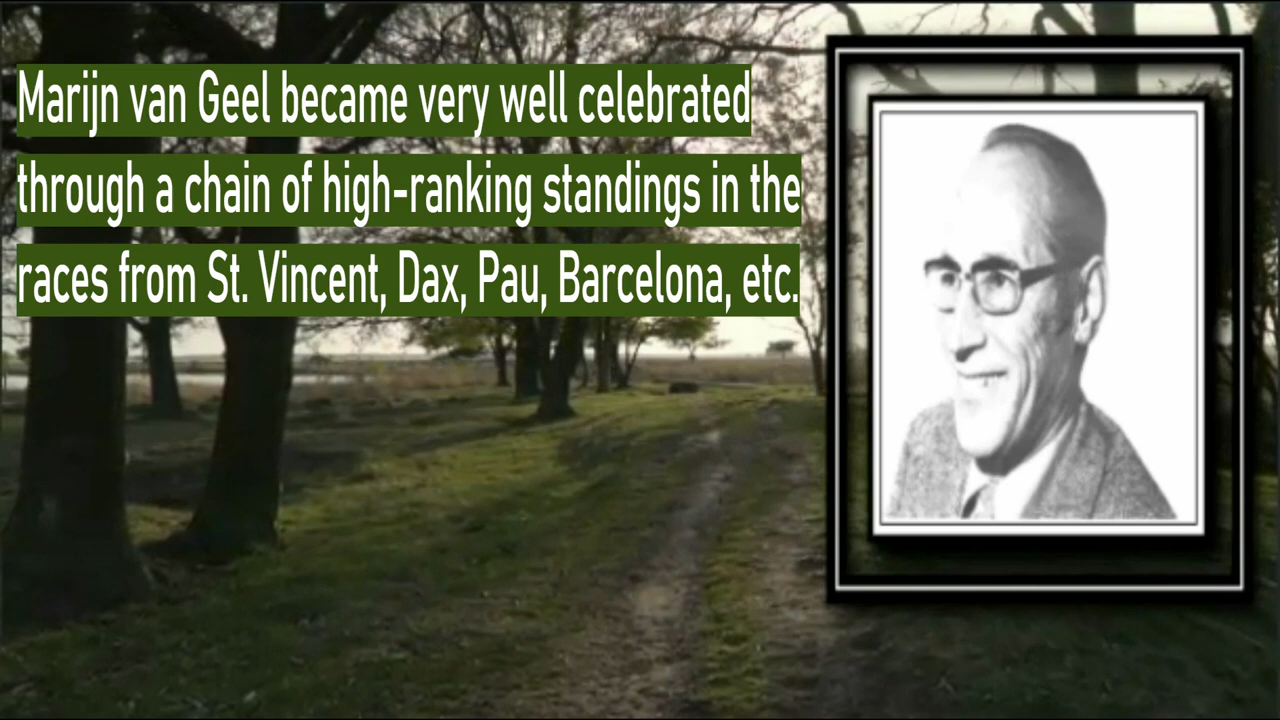 Marijn van Geel became very well celebrated
through a chain of high-ranking standings in the
races from St. Vincent, Dax, Pau, Barcelona, etc.